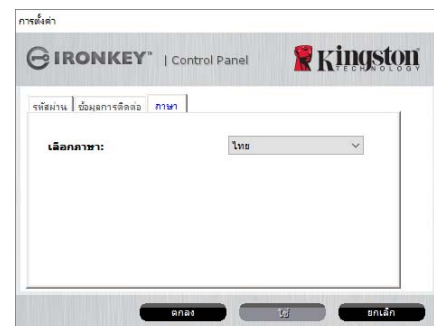 การตั้งค่า
IRONKEY™ | Control Panel
Kingston
TECHNOLOGY
รหัสผ่าน ข้อมูลการติดต่อ ภาษา
เลือกภาษา: ไทย
ตกลง ใช้ ยกเลิก